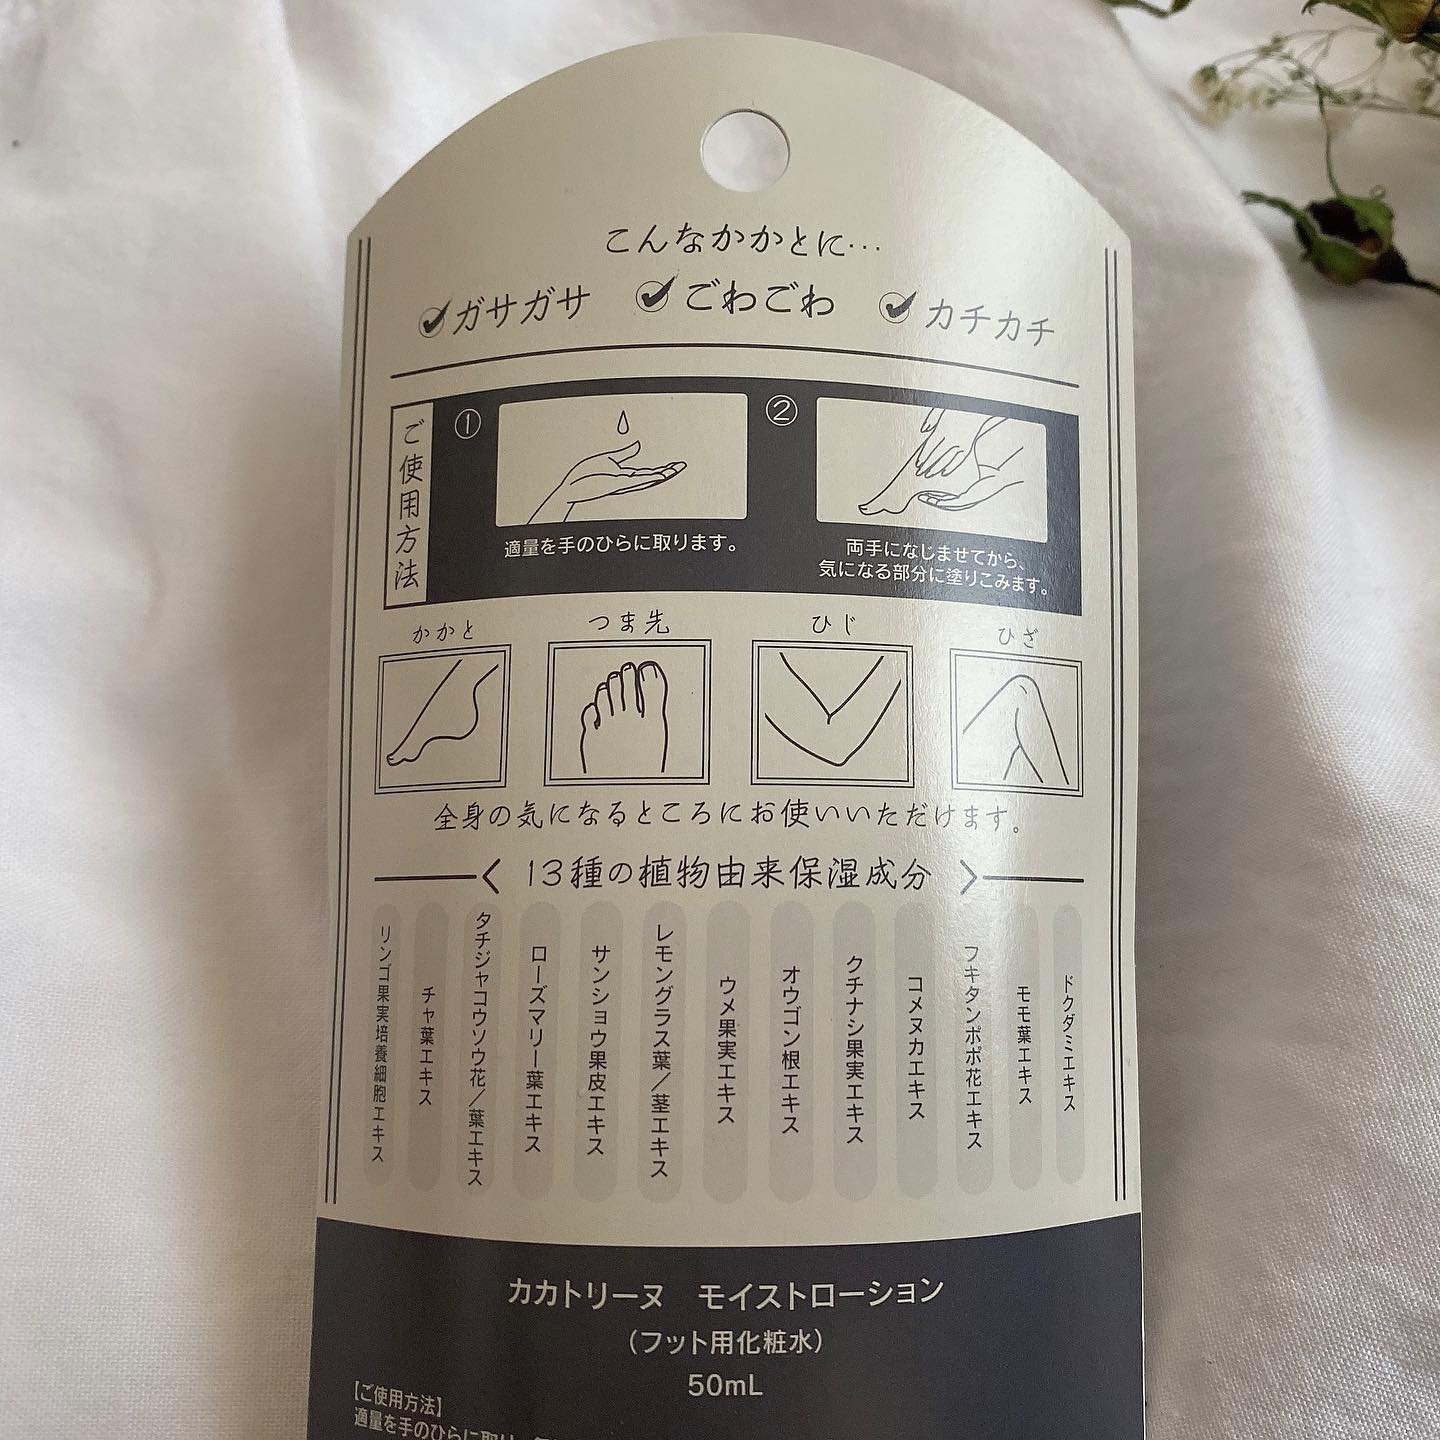 こんなかかとに…
ガサガサ ごわごわ カチカチ
ご使用方法
①
適量を手のひらに取ります。
②
両手になじませてから、
気になる部分に塗りこみます。
かかと
つま先
ひじ
ひざ
全身の気になるところにお使いいただけます。
13種の植物由来保湿成分
リンゴ果実培養細胞エキス
チャ葉エキス
タチジャコウソウ花／葉エキス
ローズマリー葉エキス
サンショウ果皮エキス
レモングラス葉／茎エキス
ウメ果実エキス
オウゴン根エキス
クチナシ果実エキス
コメヌカエキス
フキタンポポ花エキス
モモ葉エキス
ドクダミエキス
カカトリーヌ モイストローション
（フット用化粧水）
50mL
【ご使用方法】
適量を手のひらに取り、